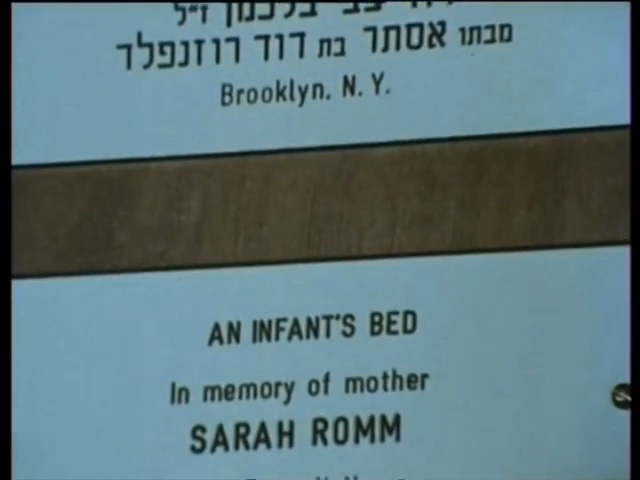 ז״ל
מבתו אסתר בת דוד רוזנפלד
Brooklyn. N. Y.
AN INFANT'S BED
In memory of mother
SARAH ROMM